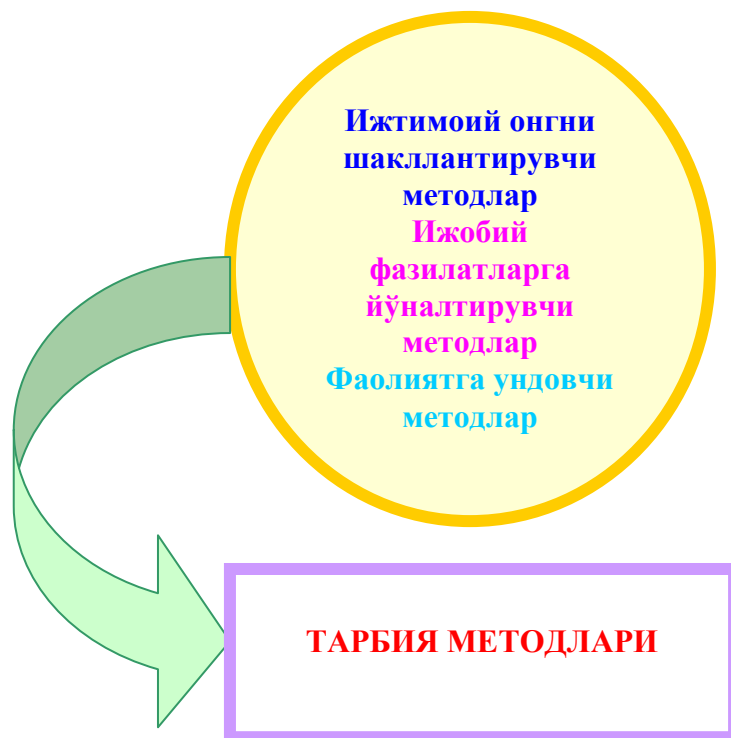 Ижтимоий онгни
шакллантирувчи
методлар
Ижобий
фазилатларга
йўналтирувчи
методлар
Фаолиятга ундовчи
методлар
ТАРБИЯ МЕТОДЛАРИ